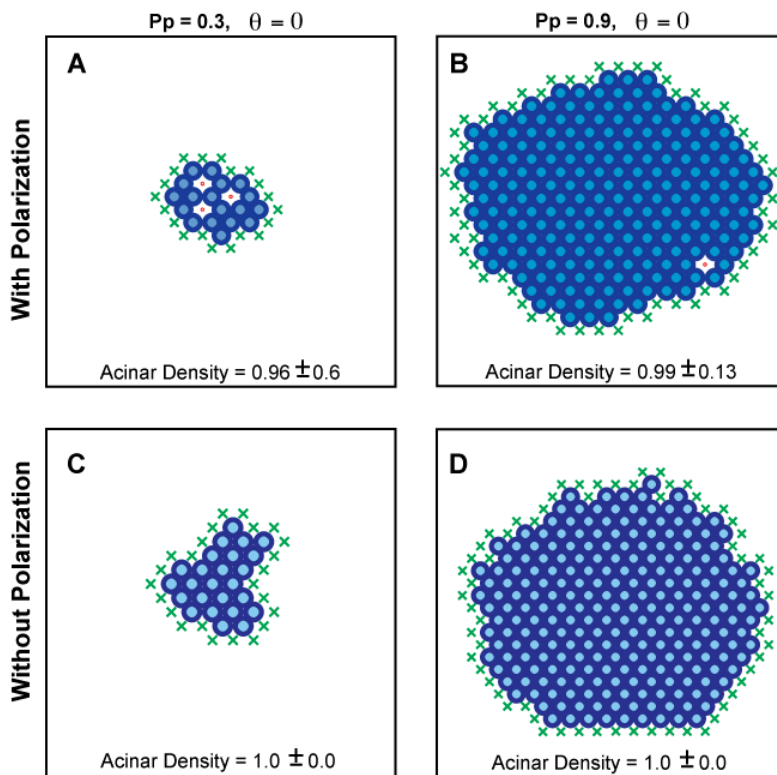 Pp = 0.3, θ = 0
Pp = 0.9, θ = 0
With Polarization
A
B
Acinar Density = 0.96 ±0.6
Acinar Density = 0.99 ±0.13
Without Polarization
C
D
Acinar Density = 1.0 ±0.0
Acinar Density = 1.0 ±0.0